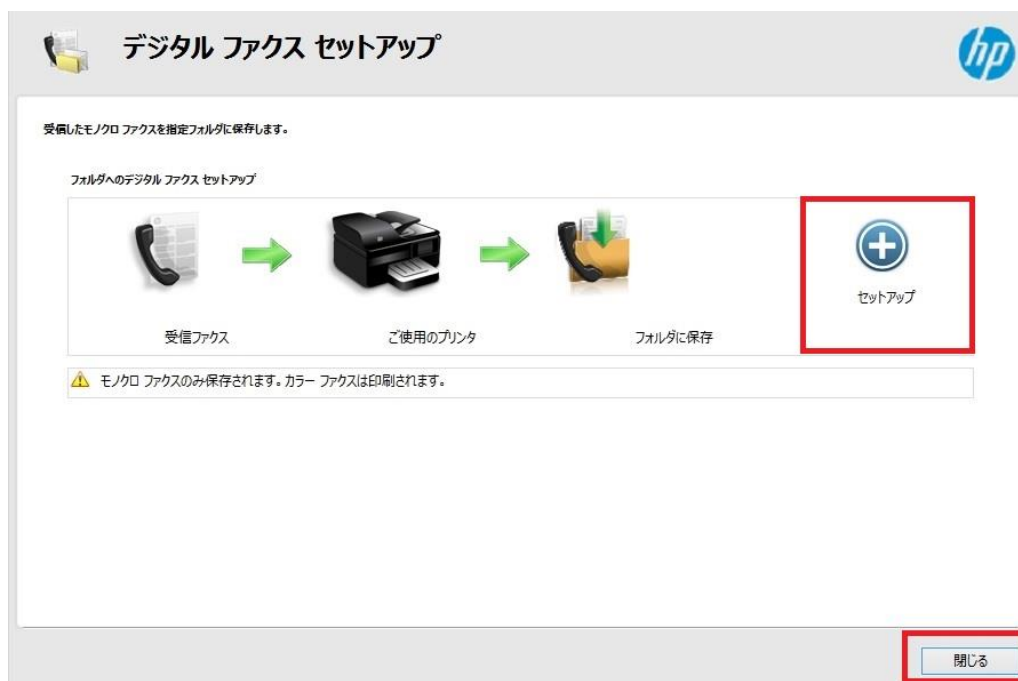 デジタル ファクス セットアップ
hp
受信したモノクロ ファクスを指定フォルダに保存します。
フォルダへのデジタル ファクス セットアップ
セットアップ
受信ファクス
ご使用のプリンタ
フォルダに保存
モノクロ ファクスのみ保存されます。カラー ファクスは印刷されます。
閉じる